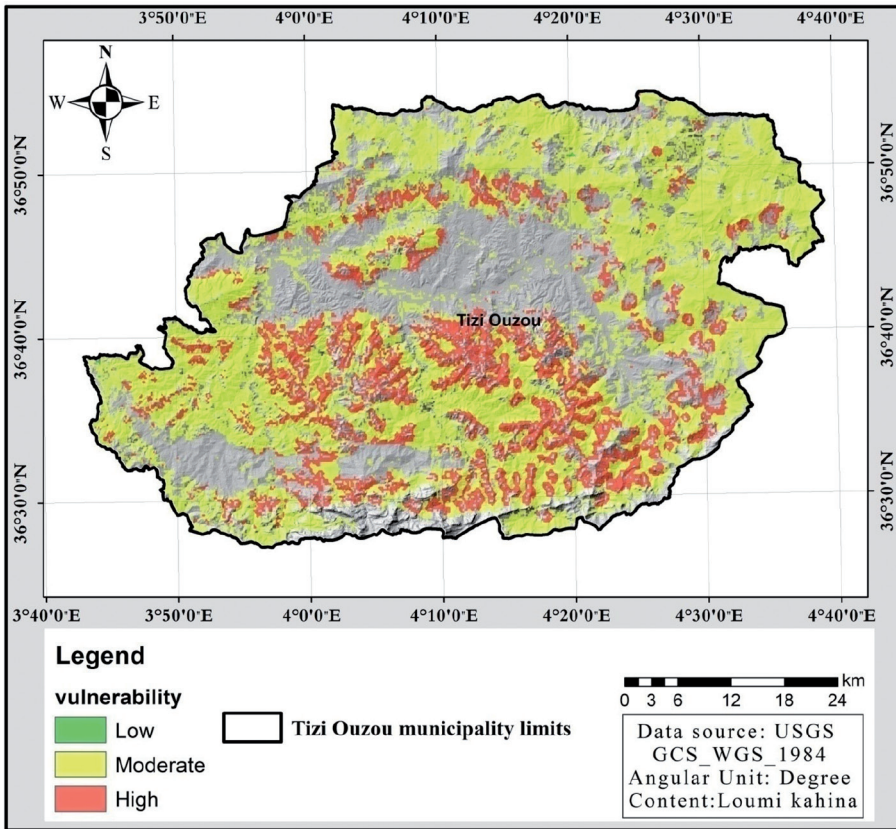 3°50'0"E 4°0'0"E 4°10'0"E 4°20'0"E 4°30'0"E 4°40'0"E
N
W E
S
36°50'0"N 36°50'0"N
Tizi Ouzou
36°40'0"N 36°40'0"N
36°30'0"N 36°30'0"N
3°40'0"E 3°50'0"E 4°0'0"E 4°10'0"E 4°20'0"E 4°30'0"E 4°40'0"E
Legend
vulnerability
Low
Moderate
High
Tizi Ouzou municipality limits
km
0 3 6 12 18 24
Data source: USGS
GCS_WGS_1984
Angular Unit: Degree
Content:Loumi kahina